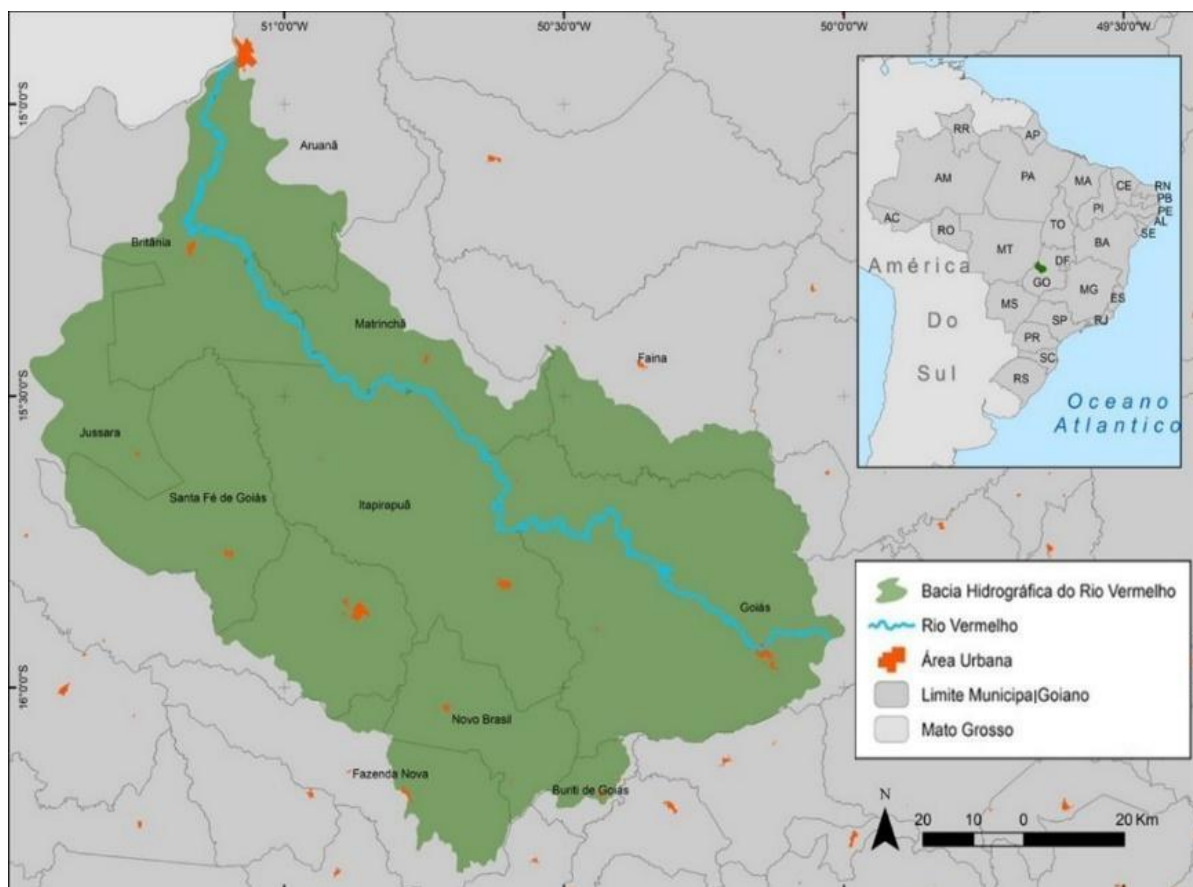 51°0'0"W
50°30'0"W
50°0'0"W
49°30'0"W
15°0'0"S
15°30'0"S
16°0'0"S
Aruanã
Britânia
Matrinchã
Faina
Jussara
Santa Fé de Goiás
Itapirapuã
Goiás
Novo Brasil
Fazenda Nova
Buriti de Goiás
RR
AP
AM
PA
MA
CE
RN
PB
PE
AL
SE
PI
AC
RO
TO
MT
BA
DF
GO
MG
ES
MS
SP
RJ
PR
SC
RS
América
Do
Sul
Oceano
Atlantico
Bacia Hidrográfica do Rio Vermelho
Rio Vermelho
Área Urbana
Limite Municipal Goiano
Mato Grosso
N
20 10 0 20 Km